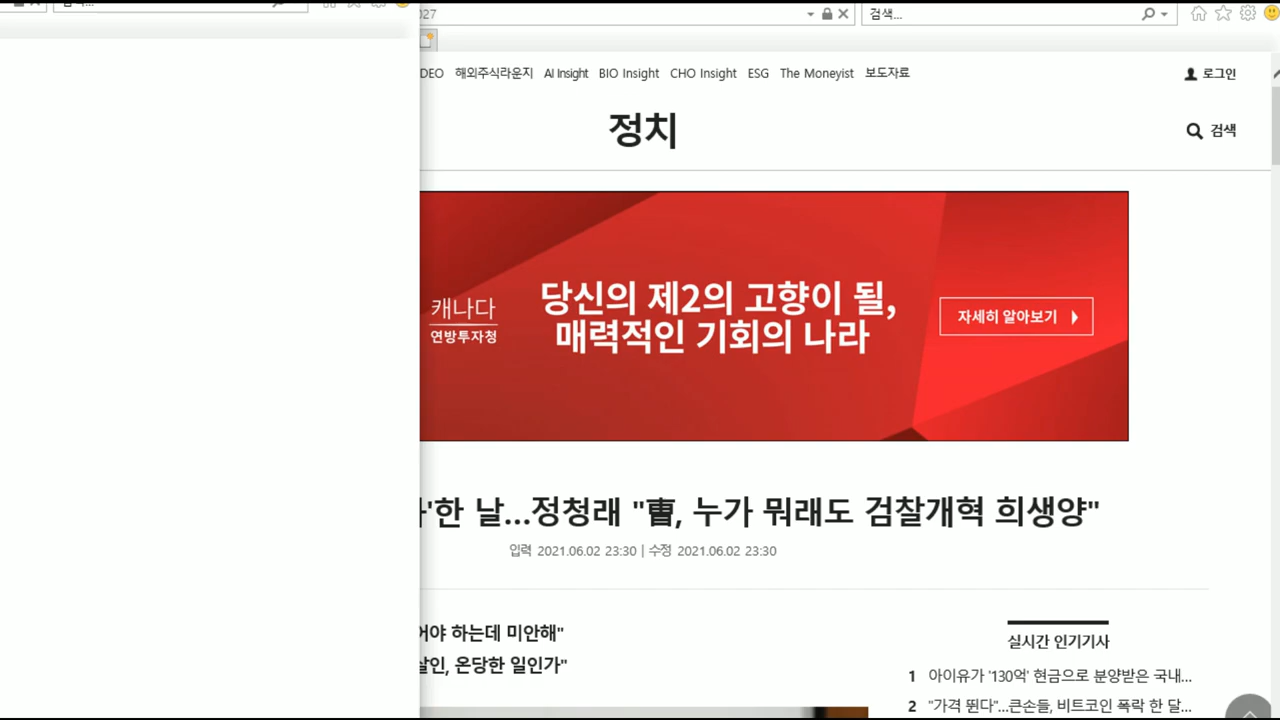 027
검색...
DEO 해외주식라운지 AI Insight BIO Insight CHO Insight ESG The Moneyist 보도자료
로그인
정치
검색
캐나다
연방투자청
당신의 제2의 고향이 될,
매력적인 기회의 나라
자세히 알아보기
'한 날...정청래 "曺, 누가 뭐래도 검찰개혁 희생양"
입력 2021.06.02 23:30 | 수정 2021.06.02 23:30
어야 하는데 미안해"
살인, 온당한 일인가"
실시간 인기기사
1 아이유가 '130억' 현금으로 분양받은 국내...
2 "가격 뛴다"...큰손들, 비트코인 폭락 한 달...